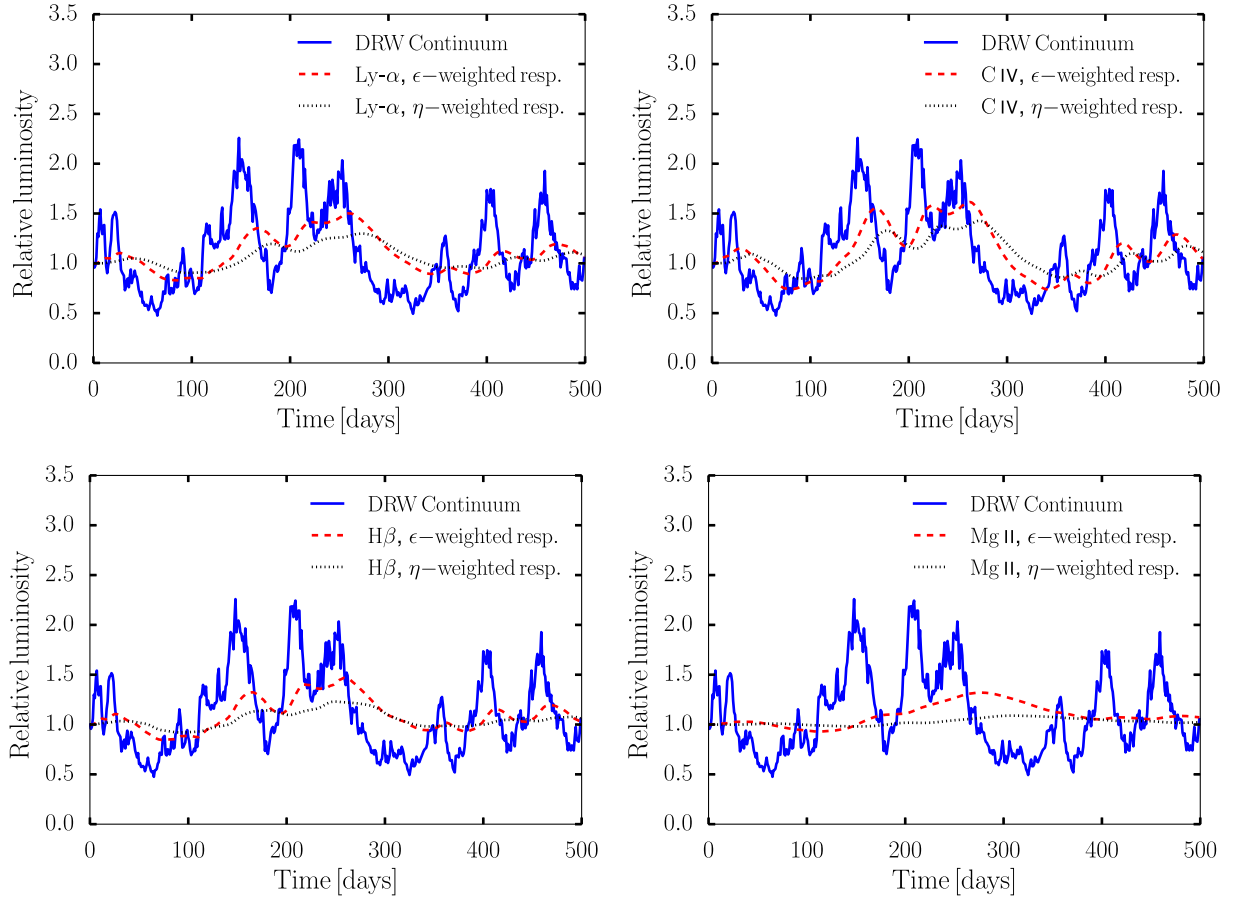 3.5
3.0
2.5
2.0
1.5
1.0
0.5
0.0
Relative luminosity
DRW Continuum
Ly-α, ϵ−weighted resp.
Ly-α, η−weighted resp.
0 100 200 300 400 500
Time [days]
3.5
3.0
2.5
2.0
1.5
1.0
0.5
0.0
Relative luminosity
DRW Continuum
C IV, ϵ−weighted resp.
C IV, η−weighted resp.
0 100 200 300 400 500
Time [days]
3.5
3.0
2.5
2.0
1.5
1.0
0.5
0.0
Relative luminosity
DRW Continuum
Hβ, ϵ−weighted resp.
Hβ, η−weighted resp.
0 100 200 300 400 500
Time [days]
3.5
3.0
2.5
2.0
1.5
1.0
0.5
0.0
Relative luminosity
DRW Continuum
Mg II, ϵ−weighted resp.
Mg II, η−weighted resp.
0 100 200 300 400 500
Time [days]